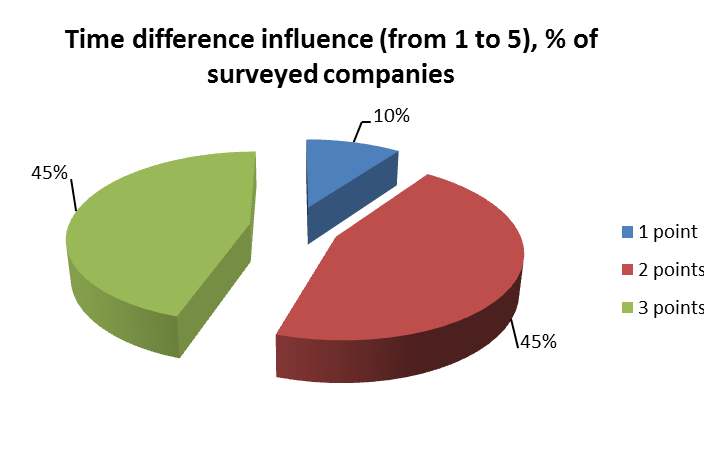 Time difference influence (from 1 to 5), % of
surveyed companies
10%
45%
1 point
2 points
3 points
45%